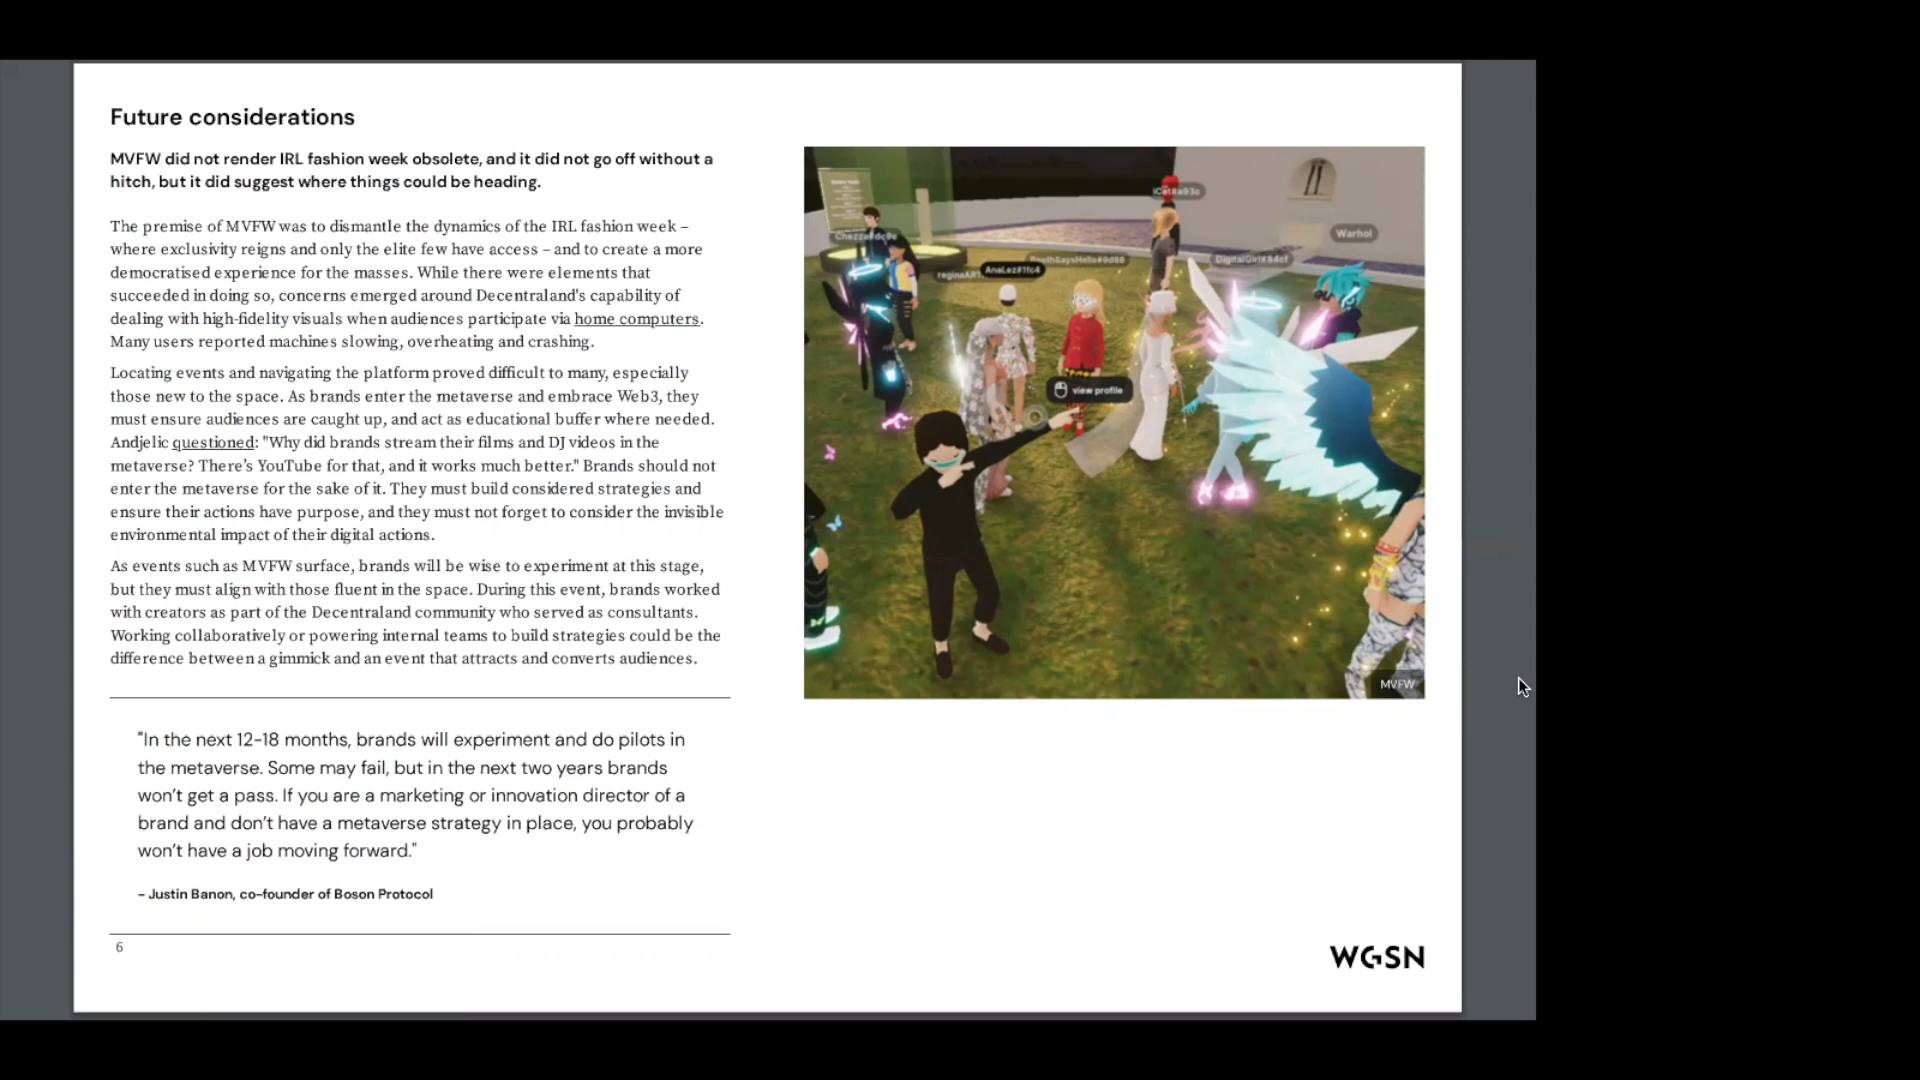 Future considerations
MVFW did not render IRL fashion week obsolete, and it did not go off without a
hitch, but it did suggest where things could be heading.
The premise of MVFW was to dismantle the dynamics of the IRL fashion week –
where exclusivity reigns and only the elite few have access – and to create a more
democratised experience for the masses. While there were elements that
succeeded in doing so, concerns emerged around Decentraland's capability of
dealing with high-fidelity visuals when audiences participate via home computers.
Many users reported machines slowing, overheating and crashing.
Locating events and navigating the platform proved difficult to many, especially
those new to the space. As brands enter the metaverse and embrace Web3, they
must ensure audiences are caught up, and act as educational buffer where needed.
Andjelic questioned: "Why did brands stream their films and DJ videos in the
metaverse? There’s YouTube for that, and it works much better." Brands should not
enter the metaverse for the sake of it. They must build considered strategies and
ensure their actions have purpose, and they must not forget to consider the invisible
environmental impact of their digital actions.
As events such as MVFW surface, brands will be wise to experiment at this stage,
but they must align with those fluent in the space. During this event, brands worked
with creators as part of the Decentraland community who served as consultants.
Working collaboratively or powering internal teams to build strategies could be the
difference between a gimmick and an event that attracts and converts audiences.
"In the next 12-18 months, brands will experiment and do pilots in
the metaverse. Some may fail, but in the next two years brands
won’t get a pass. If you are a marketing or innovation director of a
brand and don’t have a metaverse strategy in place, you probably
won’t have a job moving forward."
– Justin Banon, co-founder of Boson Protocol
6
Warhol
AnaLez#1fc4
view profile
MVFW
WGSN